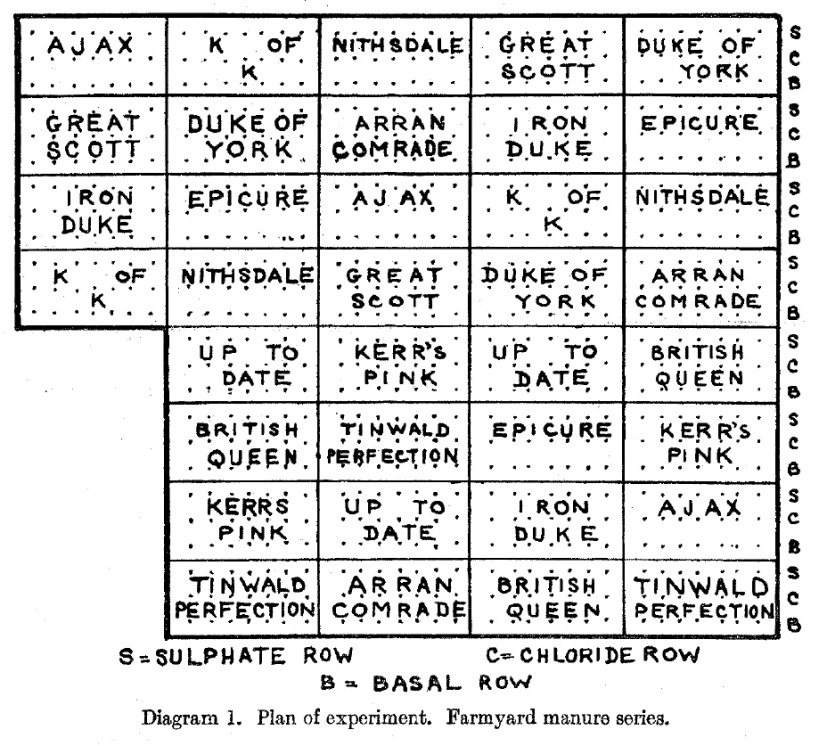 AJAX
K OF
K
NITHSDALE
GREAT
SCOTT
DUKE OF
YORK
S
C
B
GREAT
SCOTT
DUKE OF
YORK
ARRAN
COMRADE
IRON
DUKE
EPICURE
S
C
B
IRON
DUKE
EPICURE
AJAX
K OF
K
NITHSDALE
S
C
B
K OF
K
NITHSDALE
GREAT
SCOTT
DUKE OF
YORK
ARRAN
COMRADE
S
C
B
UP TO
DATE
KERR'S
PINK
UP TO
DATE
BRITISH
QUEEN
S
C
B
BRITISH
QUEEN
TINWALD
PERFECTION
EPICURE
KERR'S
PINK
S
C
B
KERRS
PINK
UP TO
DATE
IRON
DUKE
AJAX
S
C
B
TINWALD
PERFECTION
ARRAN
COMRADE
BRITISH
QUEEN
TINWALD
PERFECTION
S
C
B
S = SULPHATE ROW
C = CHLORIDE ROW
B = BASAL ROW
Diagram 1. Plan of experiment. Farmyard manure series.